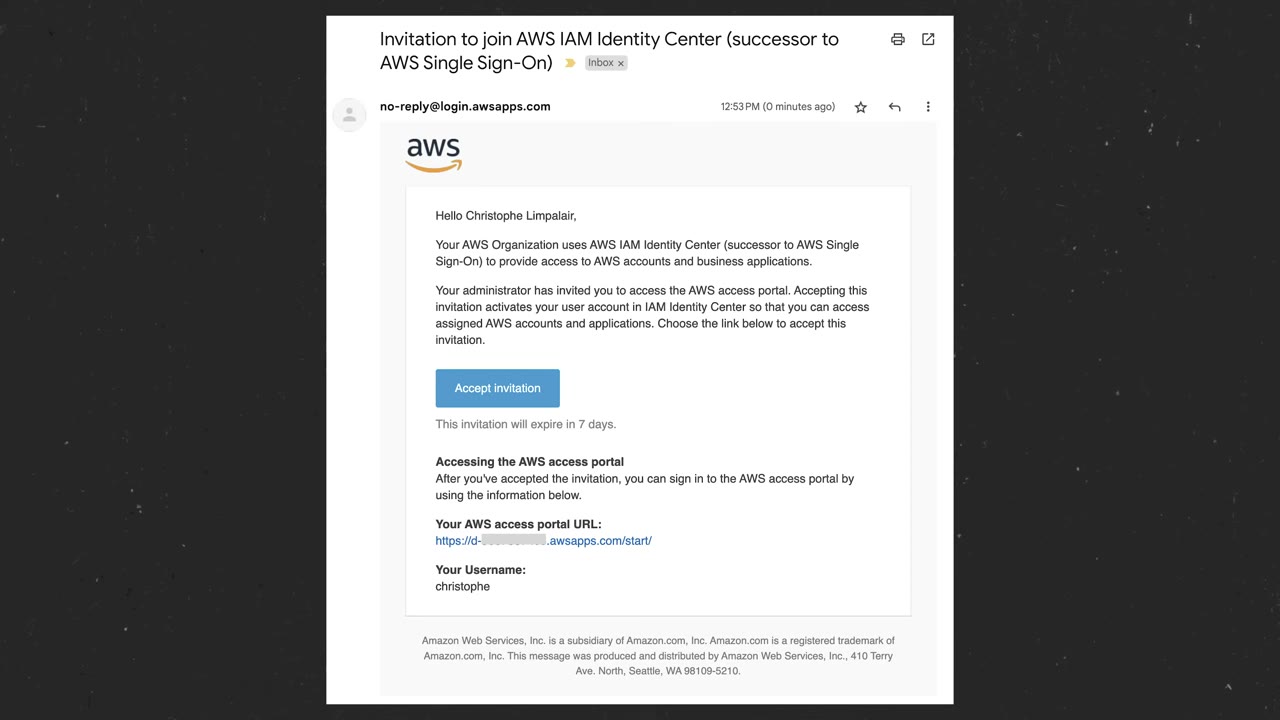 Invitation to join AWS IAM Identity Center (successor to
AWS Single Sign-On) Inbox ×
no-reply@login.awsapps.com 12:53 PM (0 minutes ago)
aws
Hello Christophe Limpalair,
Your AWS Organization uses AWS IAM Identity Center (successor to AWS Single
Sign-On) to provide access to AWS accounts and business applications.
Your administrator has invited you to access the AWS access portal. Accepting this
invitation activates your user account in IAM Identity Center so that you can access
assigned AWS accounts and applications. Choose the link below to accept this
invitation.
Accept invitation
This invitation will expire in 7 days.
Accessing the AWS access portal
After you've accepted the invitation, you can sign in to the AWS access portal by
using the information below.
Your AWS access portal URL:
https://d-.awsapps.com/start/
Your Username:
christophe
Amazon Web Services, Inc. is a subsidiary of Amazon.com, Inc. Amazon.com is a registered trademark of
Amazon.com, Inc. This message was produced and distributed by Amazon Web Services, Inc., 410 Terry
Ave. North, Seattle, WA 98109-5210.